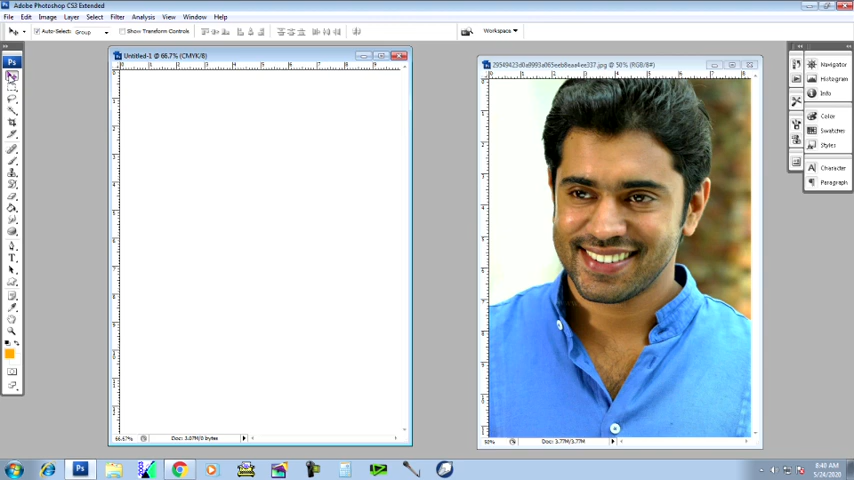 Adobe Photoshop CS3 Extended
File Edit Image Layer Select Filter Analysis View Window Help
Auto-Select: Group Show Transform Controls Workspace
Untitled-1 @ 66.7% (CMYK/8)
@ 50% (RGB/8#)
Navigator
Histogram
Info
Color
Swatches
Styles
Character
Paragraph
66.67% Doc: 3.07M/0 bytes
50% Doc: 3.77M/3.77M
Ps
8:40 AM
5/24/2020